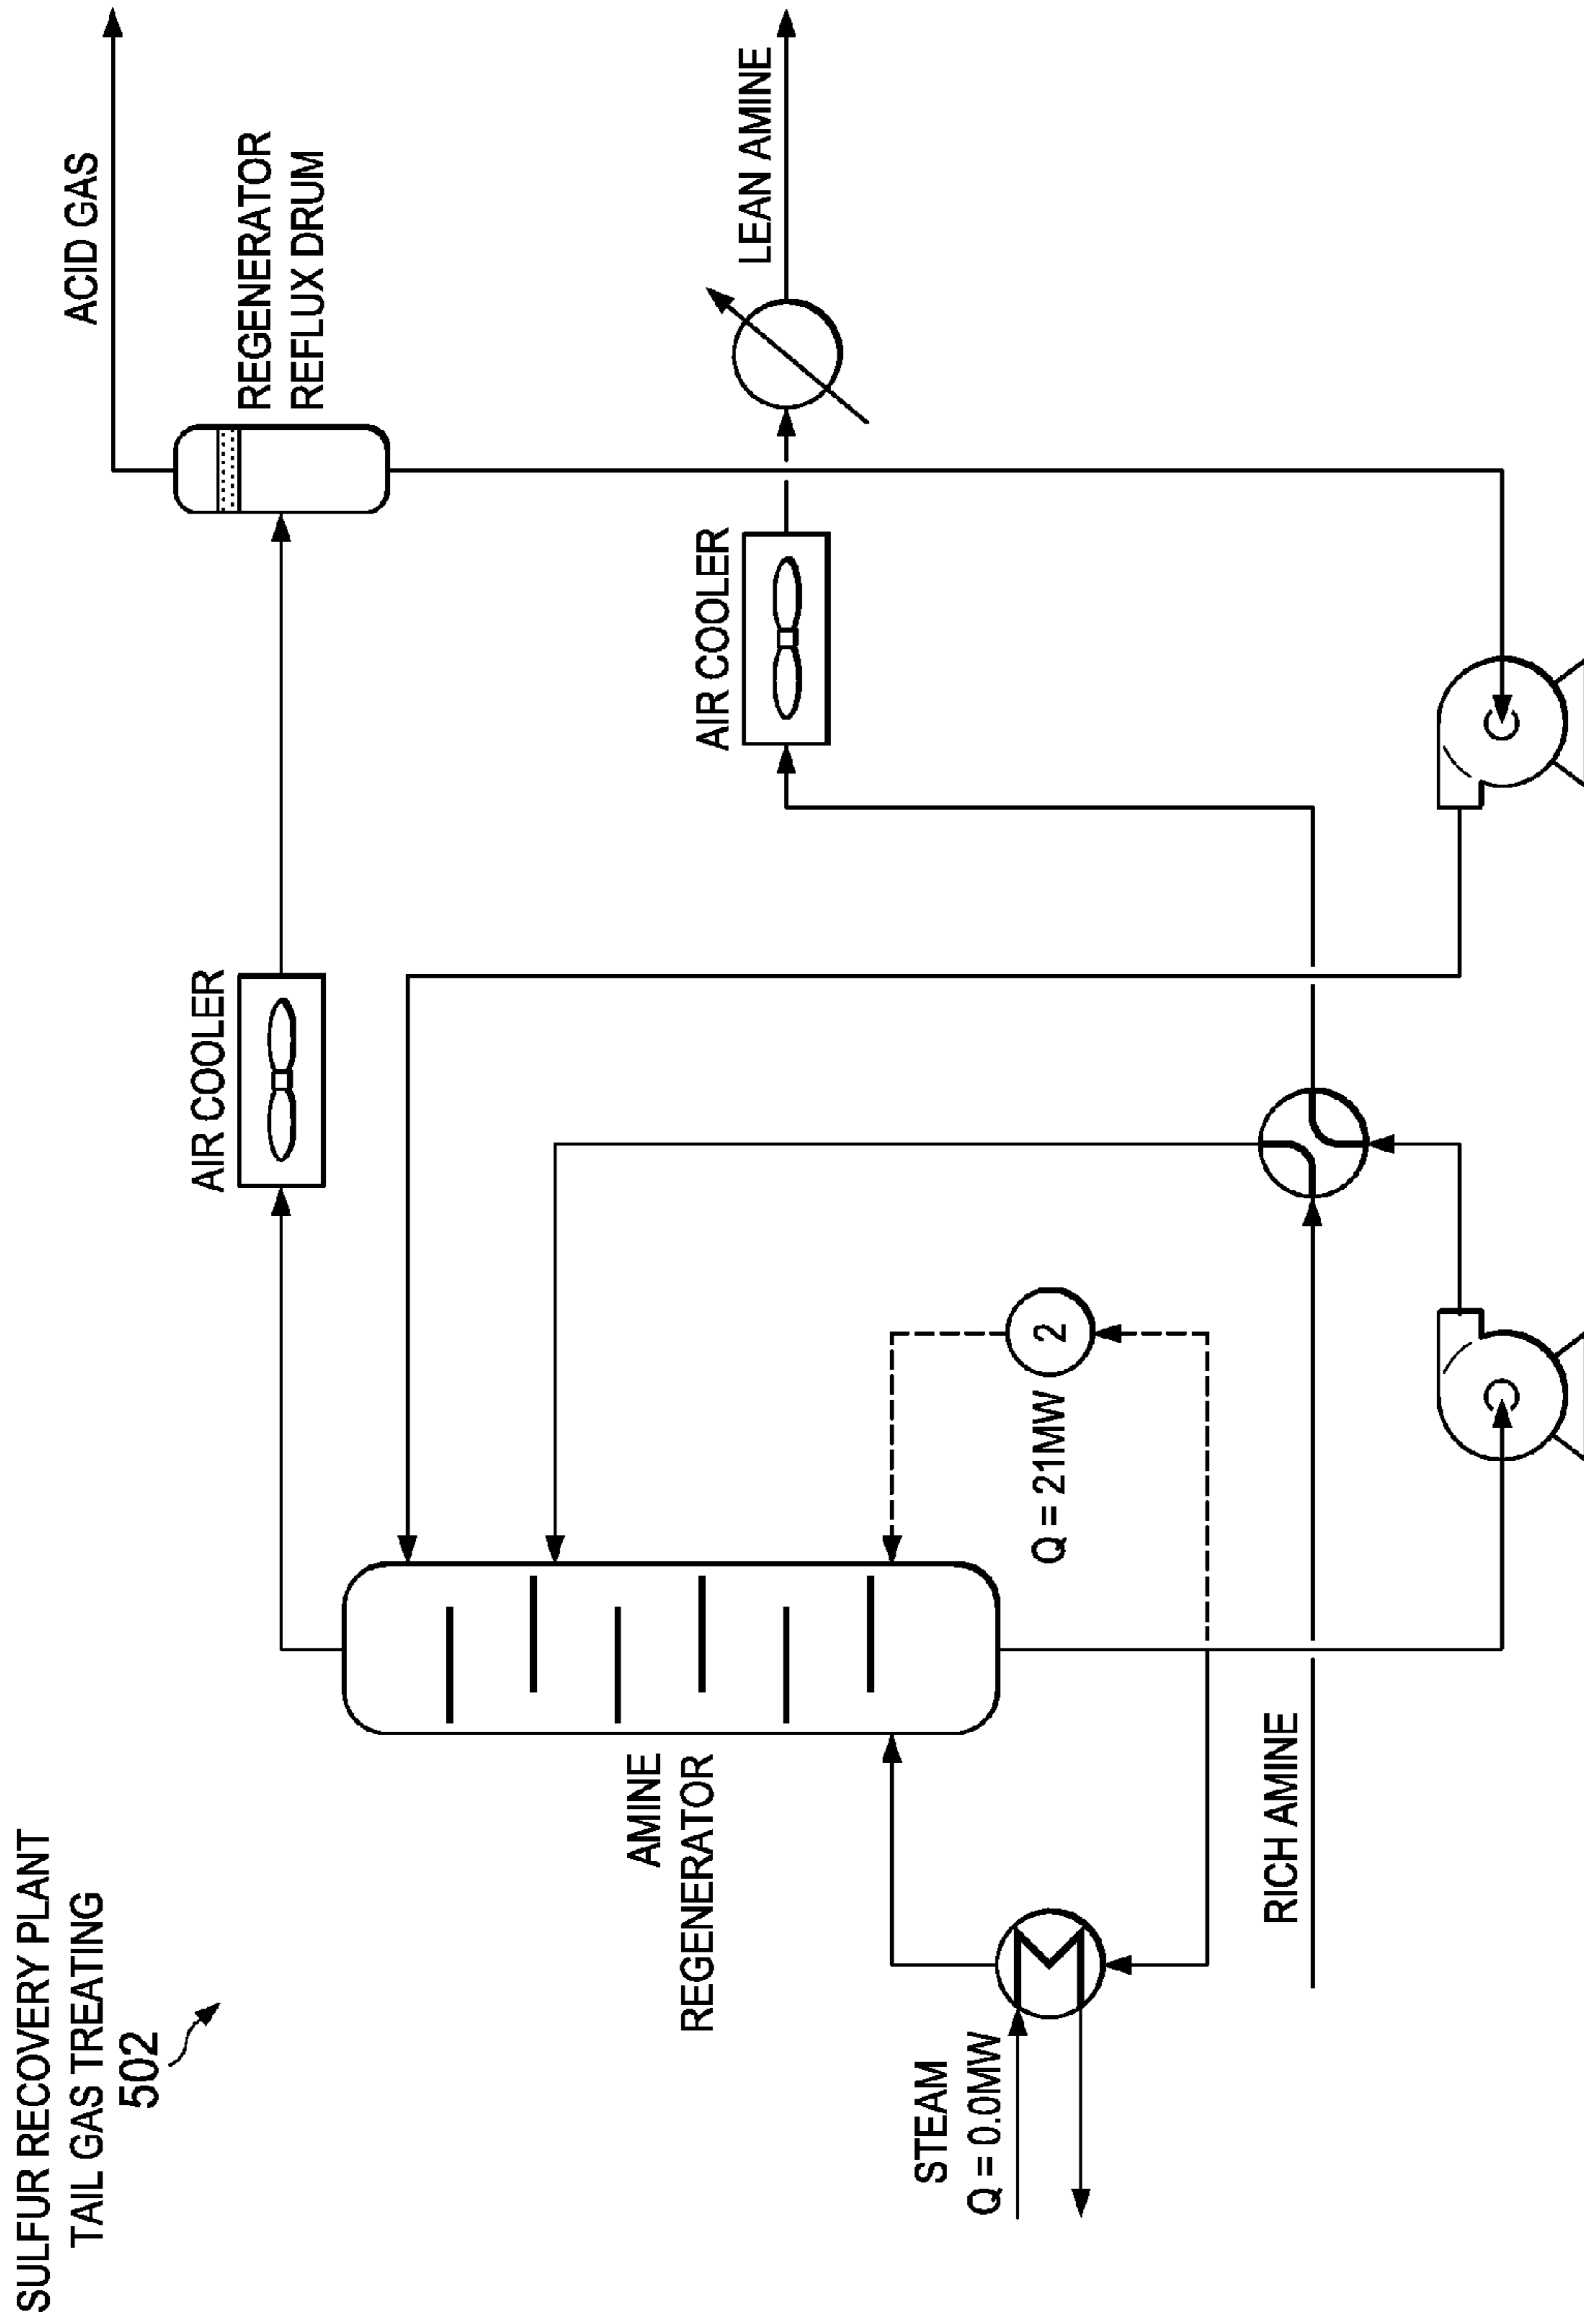 SULFUR RECOVERY PLANT
TAIL GAS TREATING
502
ACID GAS
AIR COOLER
REGENERATOR
REFLUX DRUM
AMINE
REGENERATOR
AIR COOLER
LEAN AMINE
STEAM
Q = 0.0MW
Q = 21MW
2
RICH AMINE